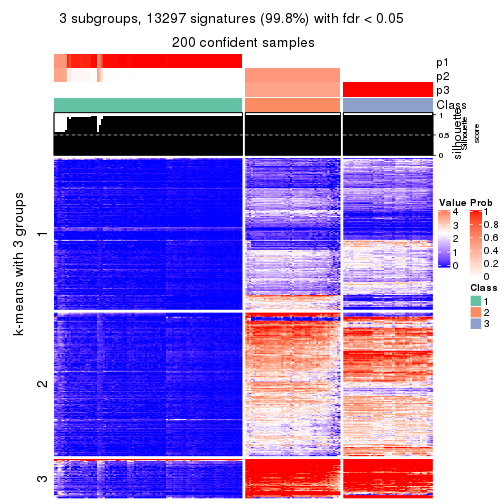 3 subgroups, 13297 signatures (99.8%) with fdr < 0.05
200 confident samples
p1
p2
p3
Class
1
0.5
0
silhouette
Silhouette
score
k-means with 3 groups
1
2
3
Value
4
3
2
1
0
Prob
1
0.8
0.6
0.4
0.2
0
Class
1
2
3